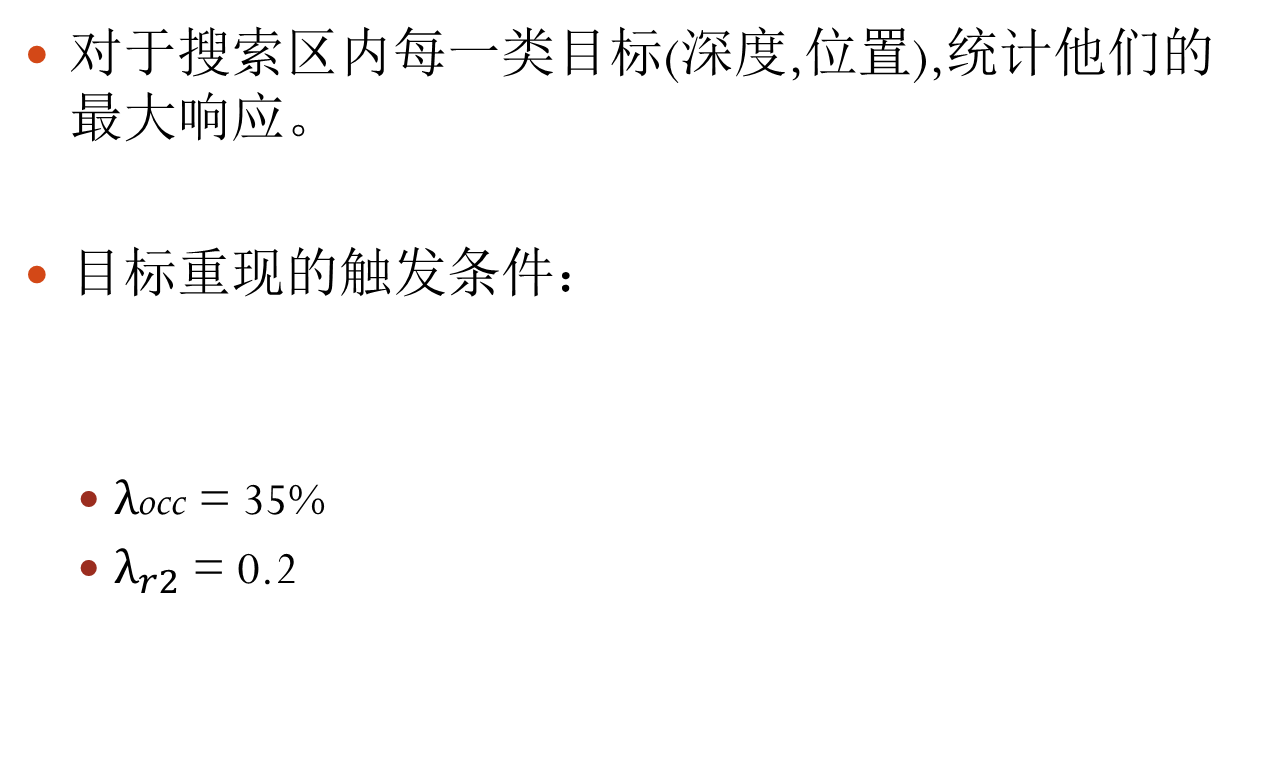 • 对于搜索区内每一类目标(深度,位置),统计他们的
最大响应。
• 目标重现的触发条件：
• λocc = 35%
• λr2 = 0.2